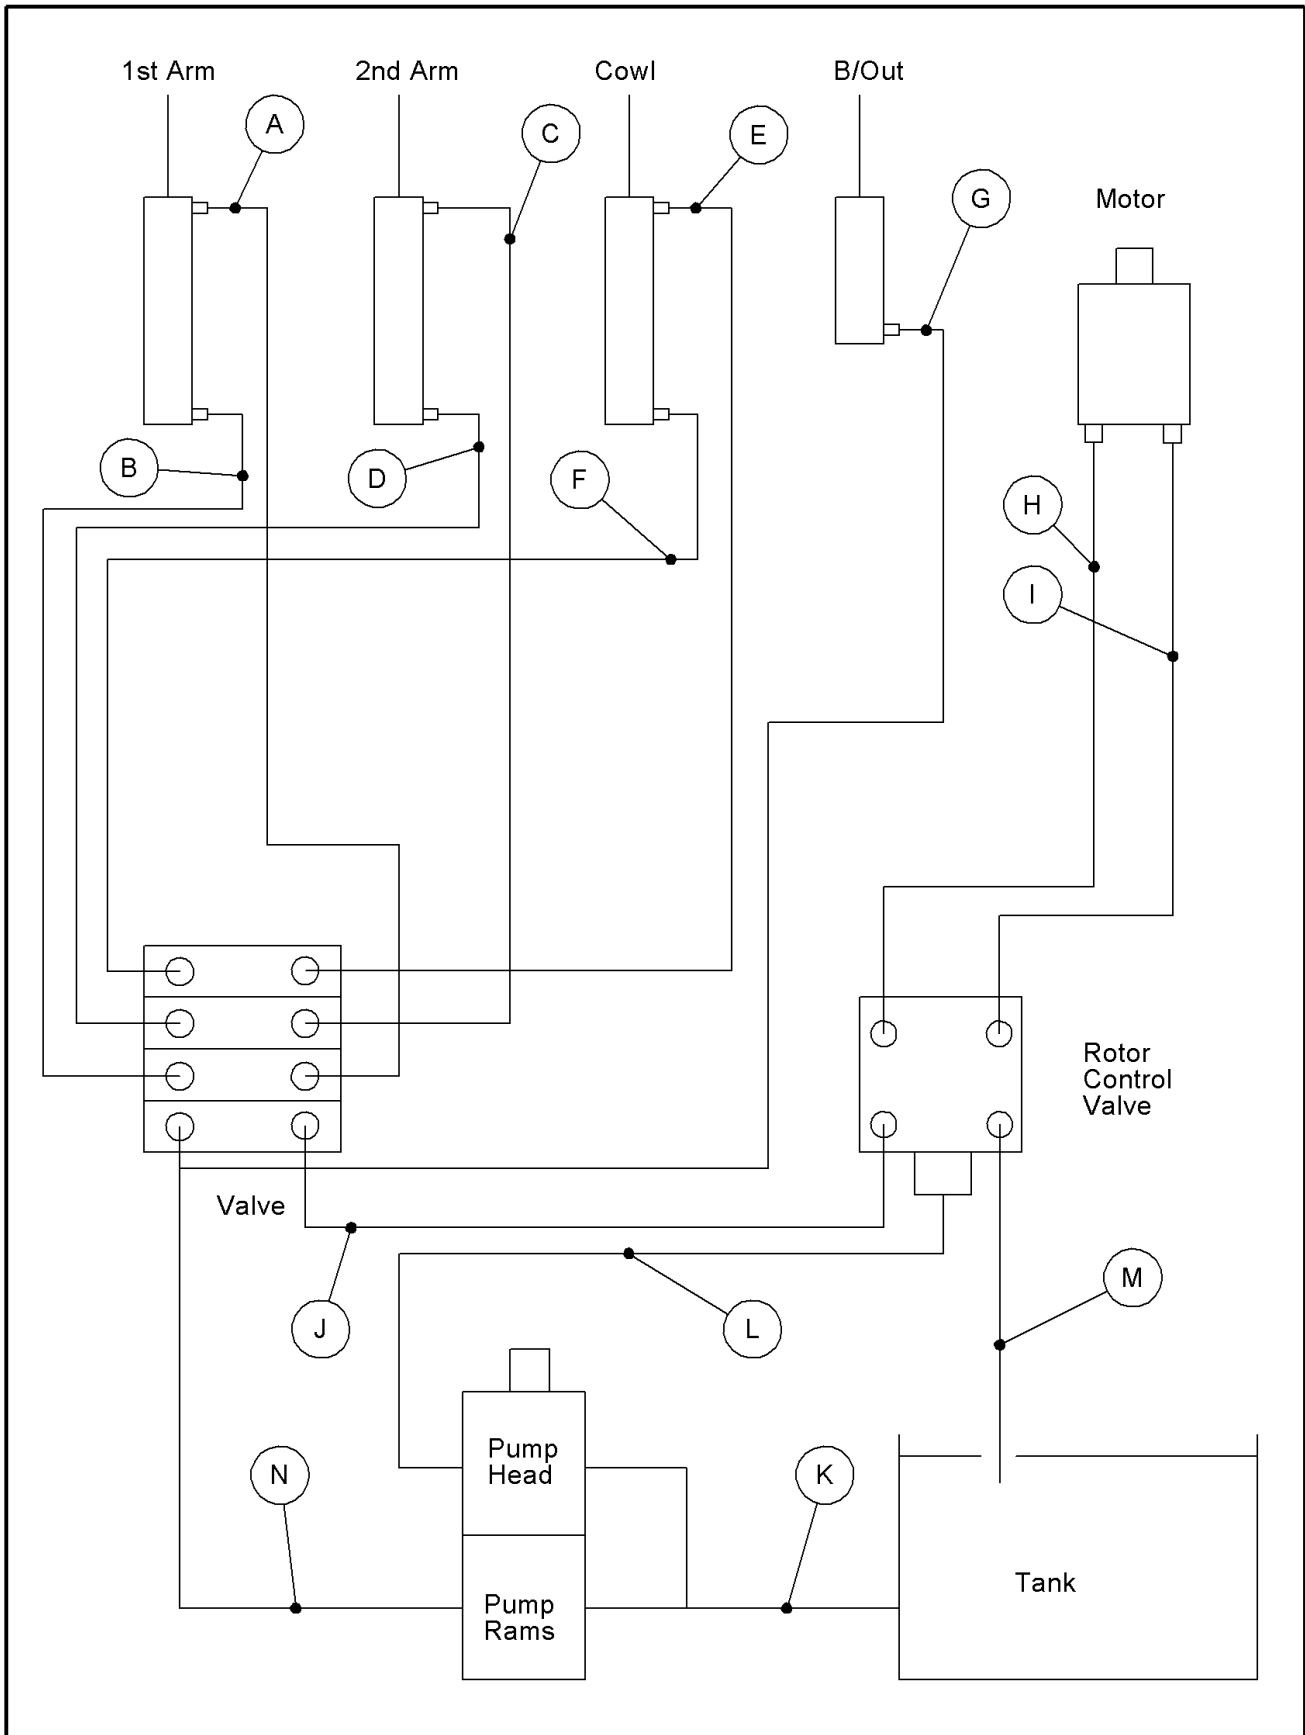 1st Arm
2nd Arm
Cowl
B/Out
A
C
E
G
Motor
B
D
F
H
I
Rotor
Control
Valve
Valve
J
L
M
Pump
Head
N
K
Pump
Rams
Tank